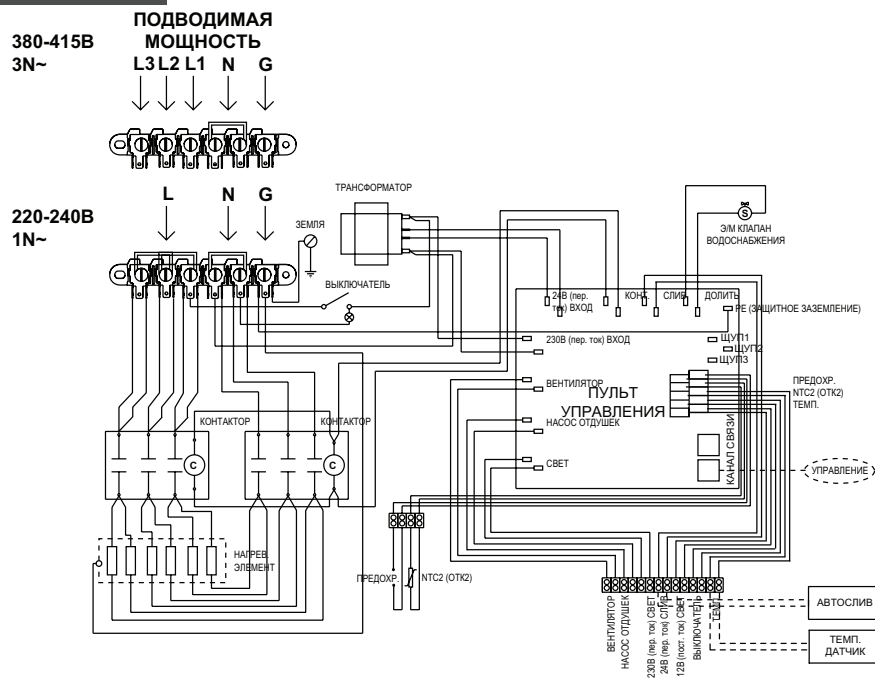 ПОДВОДИМАЯ
МОЩНОСТЬ
380-415В
3N~
L3 L2 L1 N G
L N G
220-240В
1N~
ЗЕМЛЯ
ТРАНСФОРМАТОР
ВЫКЛЮЧАТЕЛЬ
S
Э/М КЛАПАН
ВОДОСНАБЖЕНИЯ
24В (пер.
ток) ВХОД
КОНТ.
СЛИВ
ДОЛИТЬ
PE (ЗАЩИТНОЕ ЗАЗЕМЛЕНИЕ)
230В (пер. ток) ВХОД
ЩУП1
ЩУП2
ЩУП3
ВЕНТИЛЯТОР
ПУЛЬТ
УПРАВЛЕНИЯ
ПРЕДОХР.
NTC2 (ОТК2)
ТЕМП.
НАСОС ОТДУШЕК
СВЕТ
КАНАЛ СВЯЗИ
УПРАВЛЕНИЕ
КОНТАКТОР
КОНТАКТОР
C
C
НАГРЕВ.
ЭЛЕМЕНТ
ПРЕДОХР.
NTC2 (ОТК2)
ВЕНТИЛЯТОР
НАСОС ОТДУШЕК
230В (пер. ток) СВЕТ
24В (пер. ток) СЛИВ
12В (пост. ток) СВЕТ
ВЫКЛЮЧАТЕЛЬ
ТЕМП.
АВТОСЛИВ
ТЕМП.
ДАТЧИК